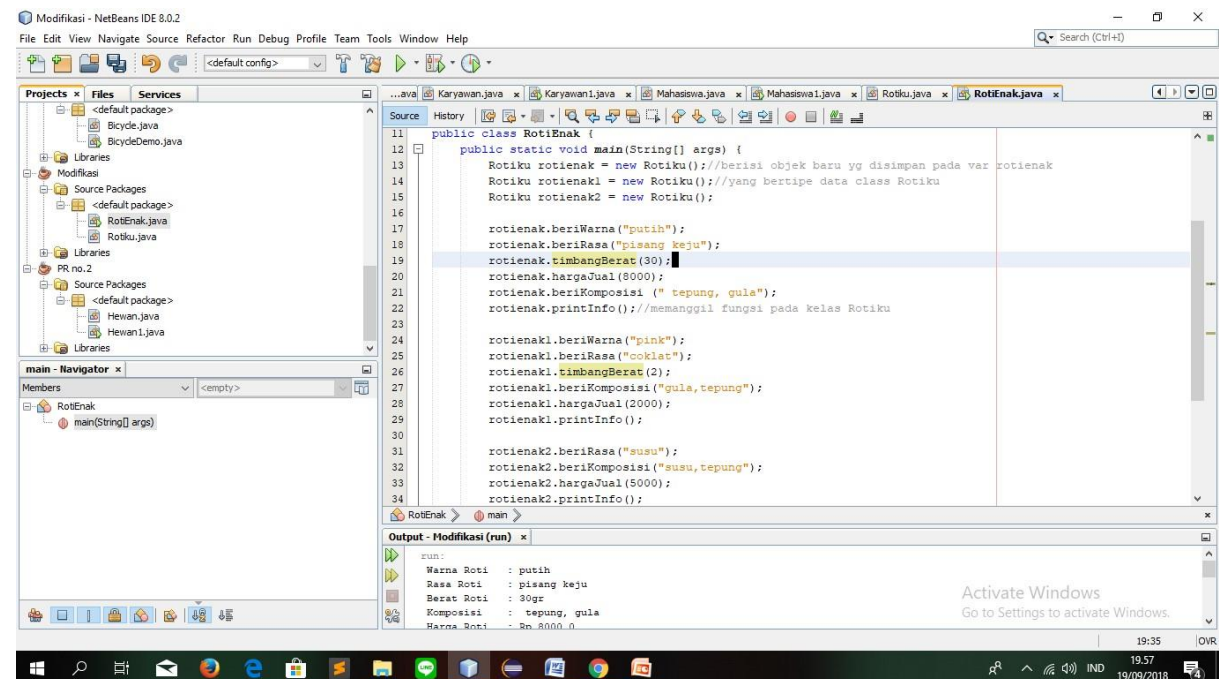 Modifikasi - NetBeans IDE 8.0.2
File Edit View Navigate Source Refactor Run Debug Profile Team Tools Window Help
Search (Ctrl+I)
<default config>
Projects x Files Services
<default package>
Bicycle.java
BicycleDemo.java
Libraries
Modifikasi
Source Packages
<default package>
RotiEnak.java
Rotiku.java
Libraries
PR no.2
Source Packages
<default package>
Hewan.java
Hewan1.java
Libraries
main - Navigator x
Members <empty>
RotiEnak
main(String[] args)
...ava Karyawan.java x Karyawan1.java x Mahasiswa.java x Mahasiswa1.java x Rotiku.java x RotiEnak.java x
Source History
11 public class RotiEnak {
12 public static void main(String[] args) {
13 Rotiku rotienak = new Rotiku();//berisi objek baru yg disimpan pada var rotienak
14 Rotiku rotienak1 = new Rotiku();//yang bertipe data class Rotiku
15 Rotiku rotienak2 = new Rotiku();
16
17 rotienak.beriWarna("putih");
18 rotienak.beriRasa("pisang keju");
19 rotienak.timbangBerat(30);
20 rotienak.hargaJual(8000);
21 rotienak.beriKomposisi (" tepung, gula");
22 rotienak.printInfo();//memanggil fungsi pada kelas Rotiku
23
24 rotienak1.beriWarna("pink");
25 rotienak1.beriRasa("coklat");
26 rotienak1.timbangBerat(2);
27 rotienak1.beriKomposisi("gula,tepung");
28 rotienak1.hargaJual(2000);
29 rotienak1.printInfo();
30
31 rotienak2.beriRasa("susu");
32 rotienak2.beriKomposisi("susu,tepung");
33 rotienak2.hargaJual(5000);
34 rotienak2.printInfo();
RotiEnak main
Output - Modifikasi (run) x
run:
Warna Roti : putih
Rasa Roti : pisang keju
Berat Roti : 30gr
Komposisi : tepung, gula
Harga Roti : Rp 8000.0
Activate Windows
Go to Settings to activate Windows.
19:35 OVR
IND 19.57
19/09/2018